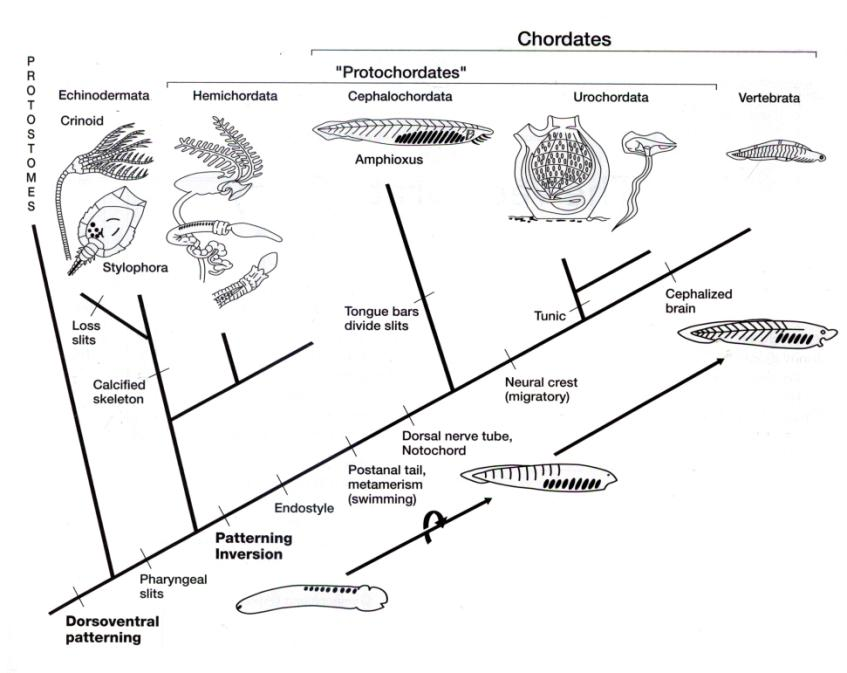 Chordates
"Protochordates"
PROTOSTOMES
Echinodermata
Hemichordata
Cephalochordata
Urochordata
Vertebrata
Crinoid
Amphioxus
Stylophora
Loss
slits
Calcified
skeleton
Tongue bars
divide slits
Tunic
Cephalized
brain
Neural crest
(migratory)
Dorsal nerve tube,
Notochord
Postanal tail,
metamerism
(swimming)
Endostyle
Patterning
Inversion
Pharyngeal
slits
Dorsoventral
patterning